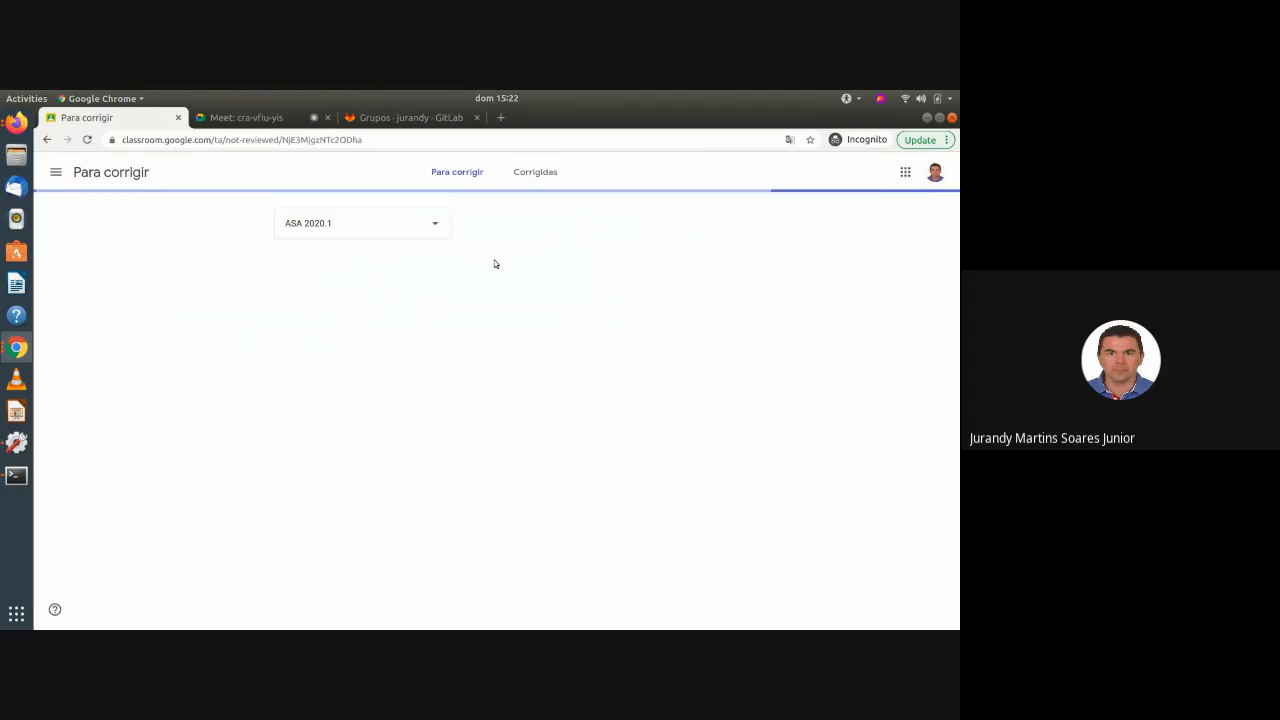 Activities
Google Chrome
dom 15:22
Para corrigir
Meet: cra-vfiu-yis
Grupos · jurandy · GitLab
classroom.google.com/ta/not-reviewed/NjE3MjgzNTc2ODha
Incognito
Update
Para corrigir
Para corrigir
Corrigidas
ASA 2020.1
Jurandy Martins Soares Junior